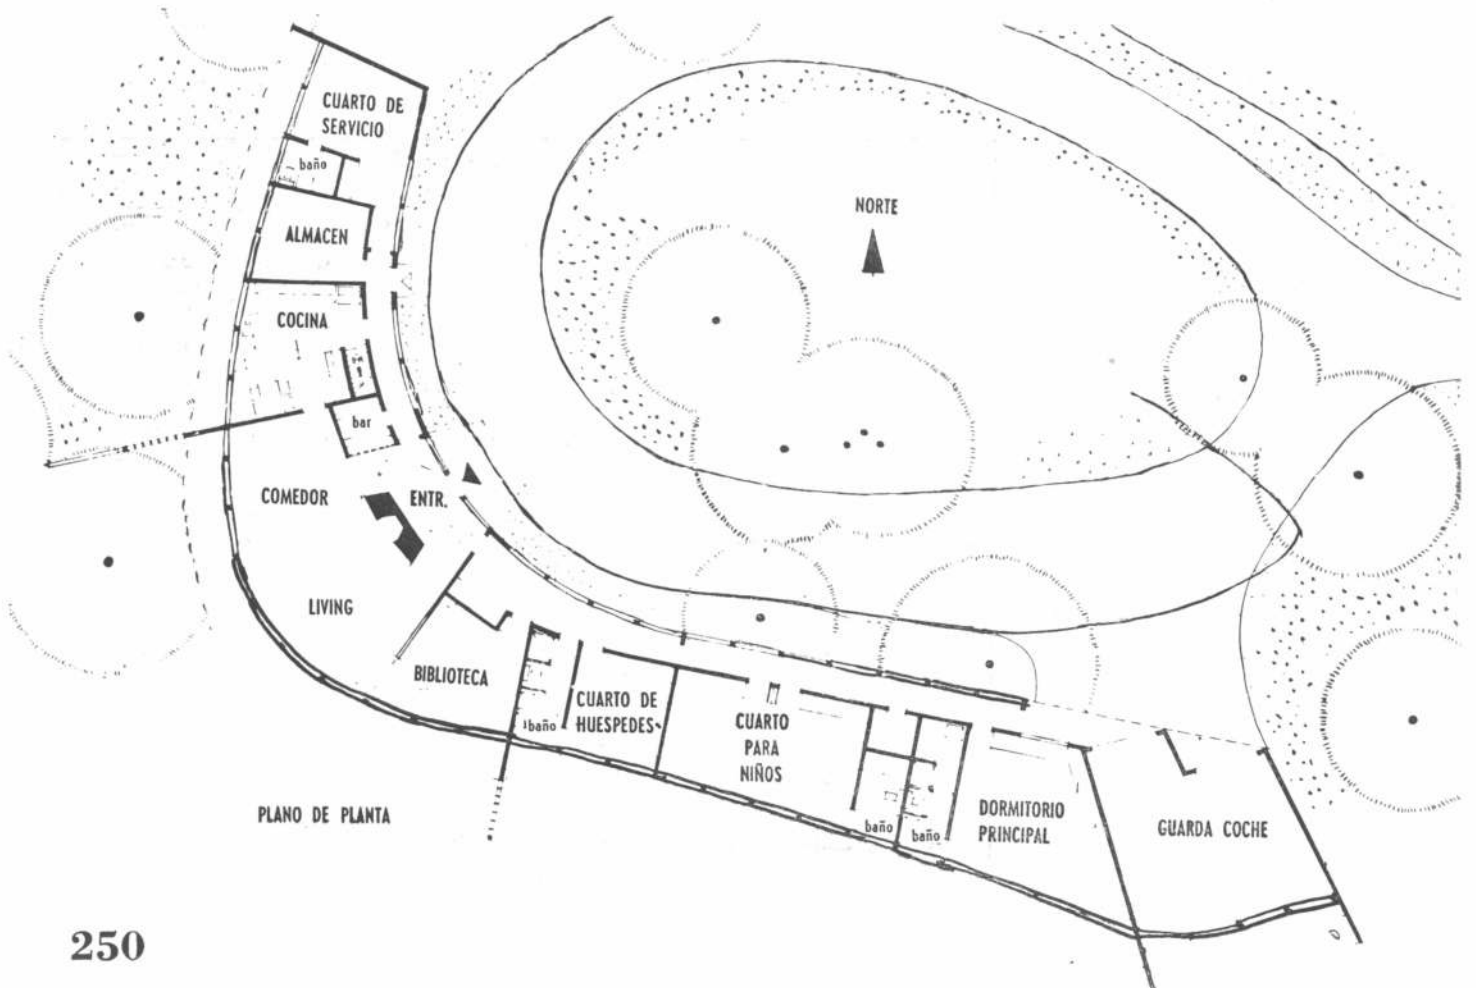 CUARTO DE
SERVICIO
baño
ALMACEN
NORTE
COCINA
bar
COMEDOR
ENTR.
LIVING
BIBLIOTECA
baño
CUARTO DE
HUESPEDES
CUARTO
PARA
NIÑOS
baño
baño
DORMITORIO
PRINCIPAL
GUARDA COCHE
PLANO DE PLANTA
250